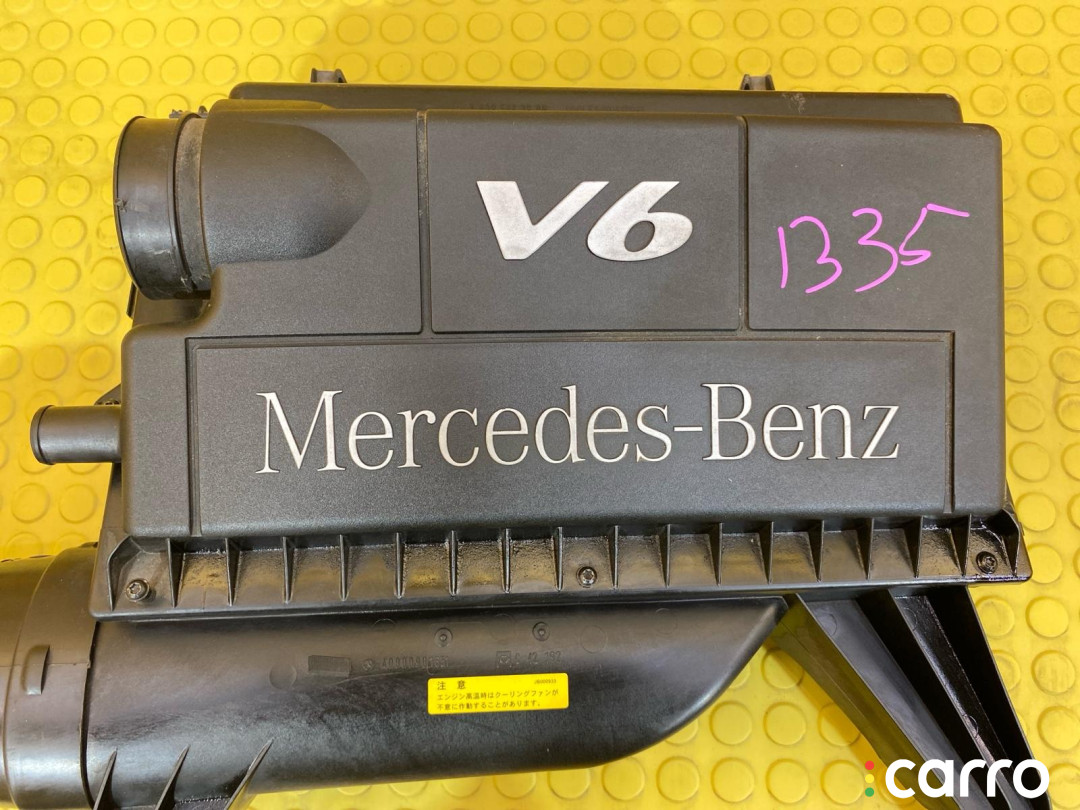 V6
1335
Mercedes-Benz
注 意
エンジン高温時はクーリングファンが
不意に作動することがあります。
carro